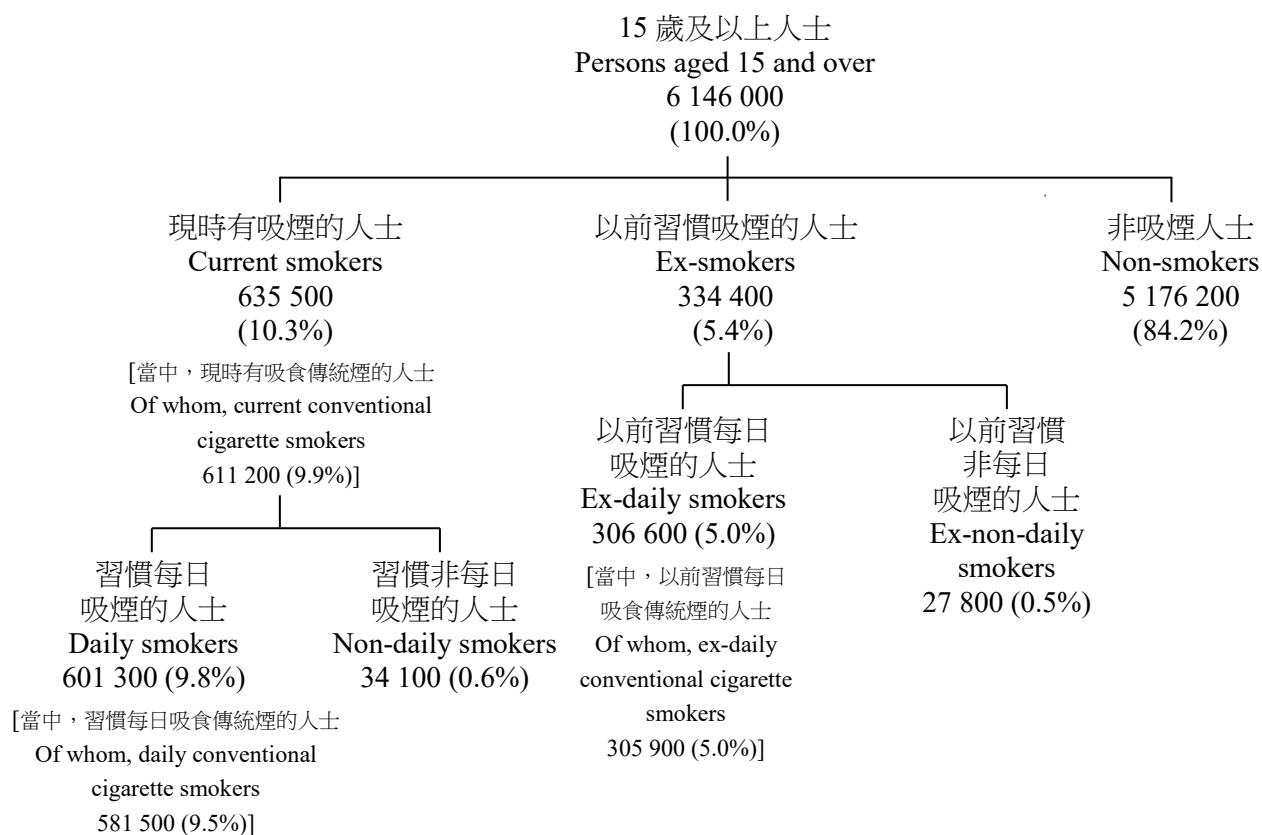 15 歲及以上人士
Persons aged 15 and over
6 146 000
(100.0%)
現時有吸煙的人士
Current smokers
635 500
(10.3%)
[當中，現時有吸食傳統煙的人士
Of whom, current conventional
cigarette smokers
611 200 (9.9%)]
以前習慣吸煙的人士
Ex-smokers
334 400
(5.4%)
非吸煙人士
Non-smokers
5 176 200
(84.2%)
習慣每日
吸煙的人士
Daily smokers
601 300 (9.8%)
[當中，習慣每日吸食傳統煙的人士
Of whom, daily conventional
cigarette smokers
581 500 (9.5%)]
習慣非每日
吸煙的人士
Non-daily smokers
34 100 (0.6%)
以前習慣每日
吸煙的人士
Ex-daily smokers
306 600 (5.0%)
[當中，以前習慣每日
吸食傳統煙的人士
Of whom, ex-daily
conventional cigarette
smokers
305 900 (5.0%)]
以前習慣
非每日
吸煙的人士
Ex-non-daily
smokers
27 800 (0.5%)